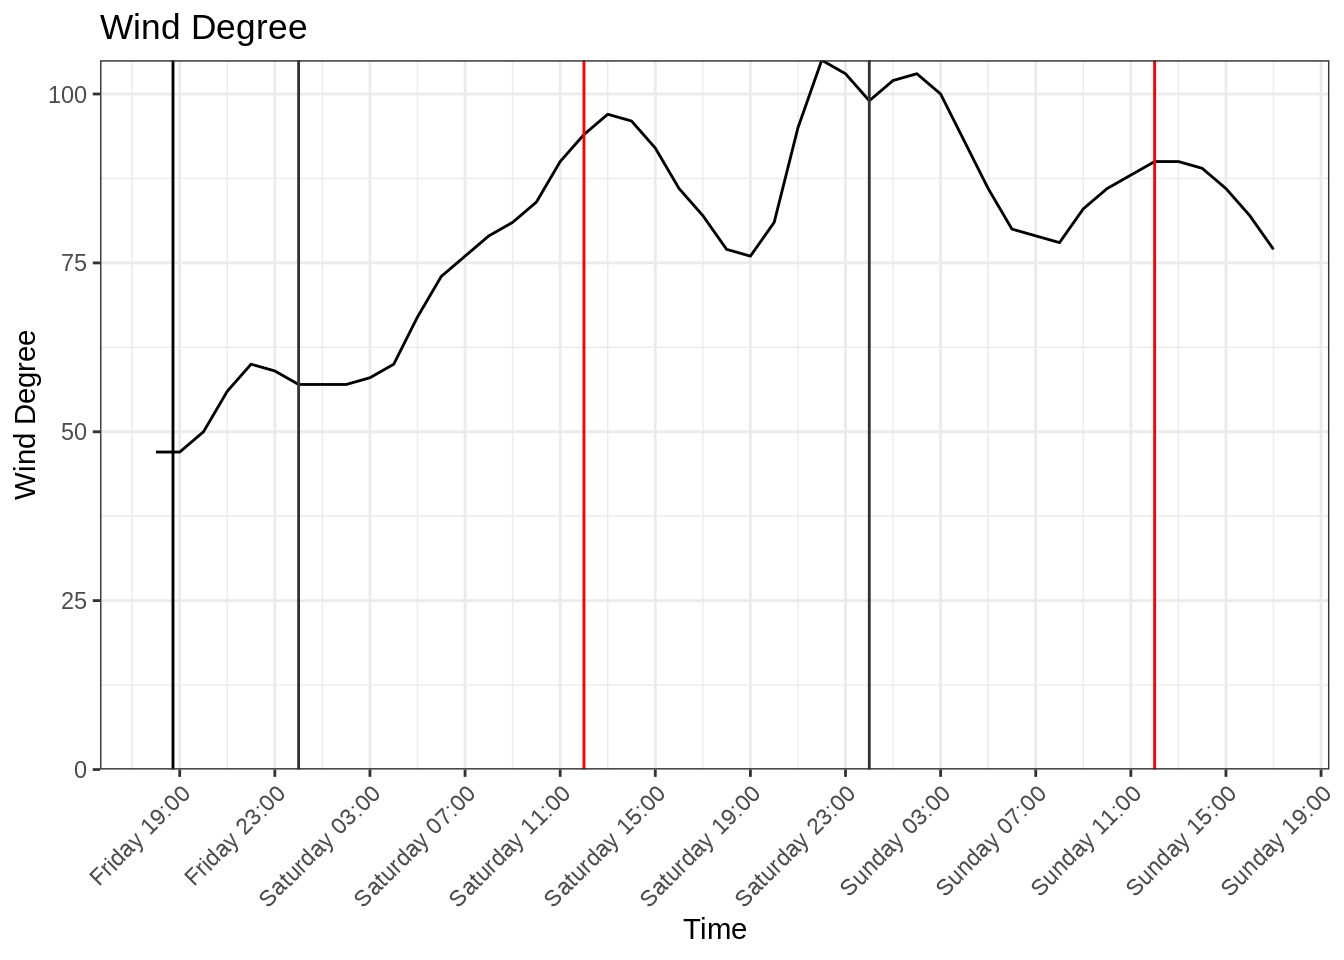 Wind Degree
Wind Degree
100
75
50
25
0
Friday 19:00
Friday 23:00
Saturday 03:00
Saturday 07:00
Saturday 11:00
Saturday 15:00
Saturday 19:00
Saturday 23:00
Sunday 03:00
Sunday 07:00
Sunday 11:00
Sunday 15:00
Sunday 19:00
Time